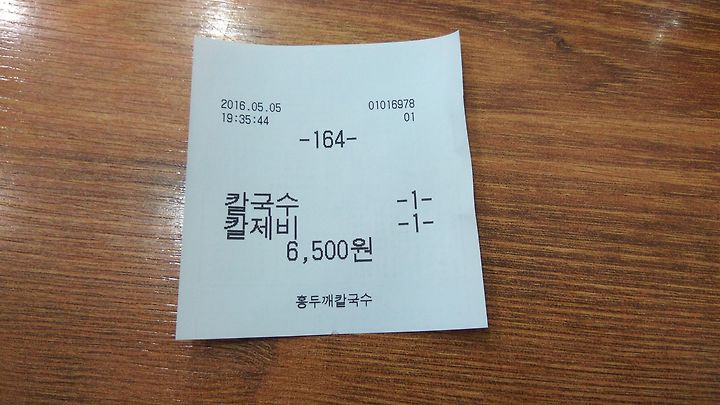 2016.05.05 01016978
19:35:44 01
-164-
칼국수 -1-
칼제비 -1-
6,500원
홍두깨칼국수